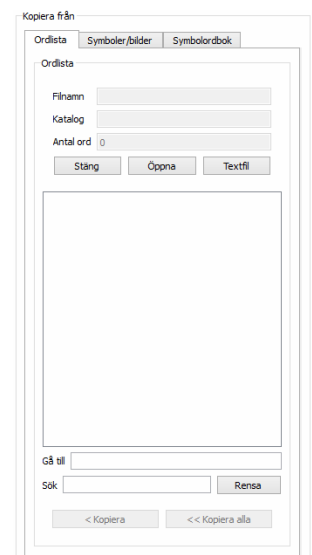 Kopiera från
Ordlista Symboler/bilder Symbolordbok
Ordlista
Filnamn
Katalog
Antal ord 0
Stäng Öppna Textfil
Gå till
Sök Rensa
< Kopiera << Kopiera alla